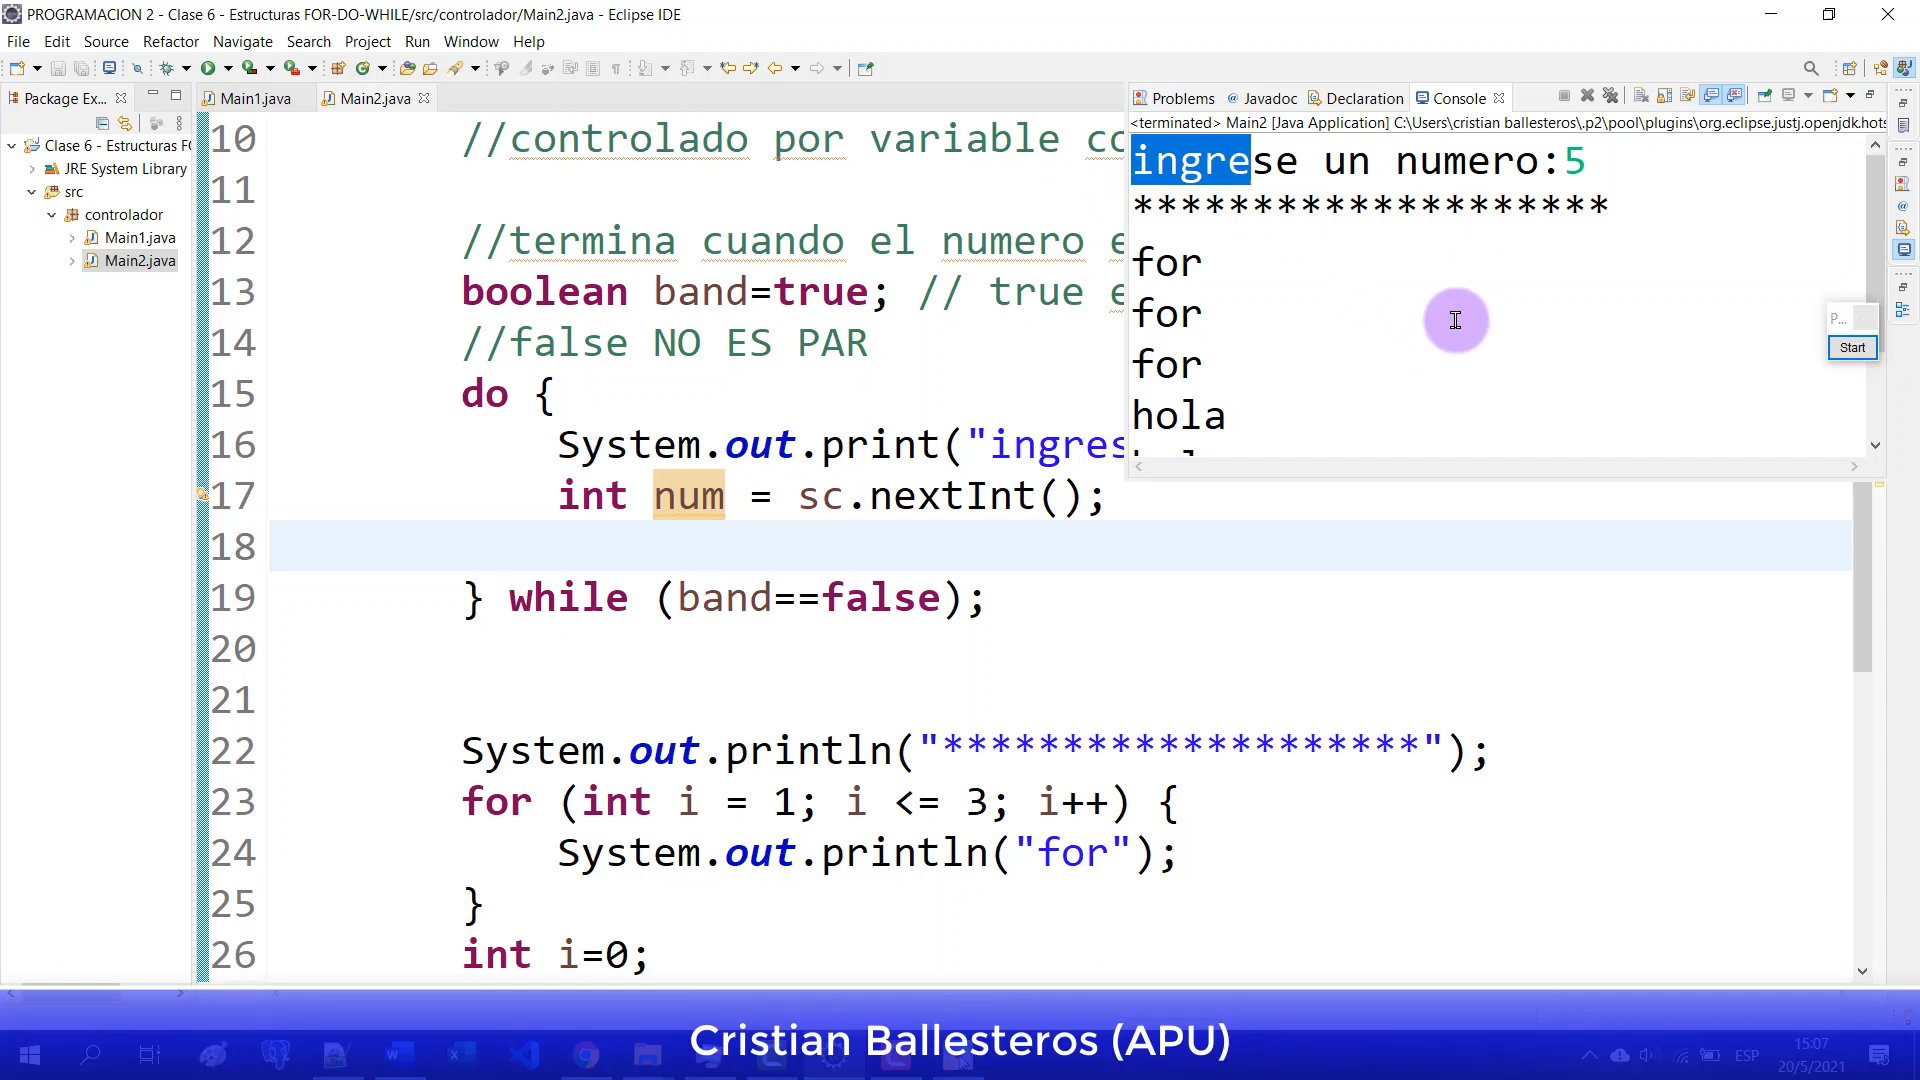 PROGRAMACION 2 - Clase 6 - Estructuras FOR-DO-WHILE/src/controlador/Main2.java - Eclipse IDE
File Edit Source Refactor Navigate Search Project Run Window Help
Package Ex...
Main1.java
Main2.java
Problems
Javadoc
Declaration
Console
<terminated> Main2 [Java Application] C:\Users\cristian ballesteros\.p2\pool\plugins\org.eclipse.justj.openjdk.hots
Clase 6 - Estructuras FO
JRE System Library
src
controlador
Main1.java
Main2.java
10 //controlado por variable co
11
12 //termina cuando el numero e
13 boolean band=true; // true e
14 //false NO ES PAR
15 do {
16 System.out.print("ingres
17 int num = sc.nextInt();
18
19 } while (band==false);
20
21
22 System.out.println("********************");
23 for (int i = 1; i <= 3; i++) {
24 System.out.println("for");
25 }
26 int i=0;
ingrese un numero:5
********************
for
for
for
hola
P...
Start
Cristian Ballesteros (APU)
ESP
15:07
20/5/2021